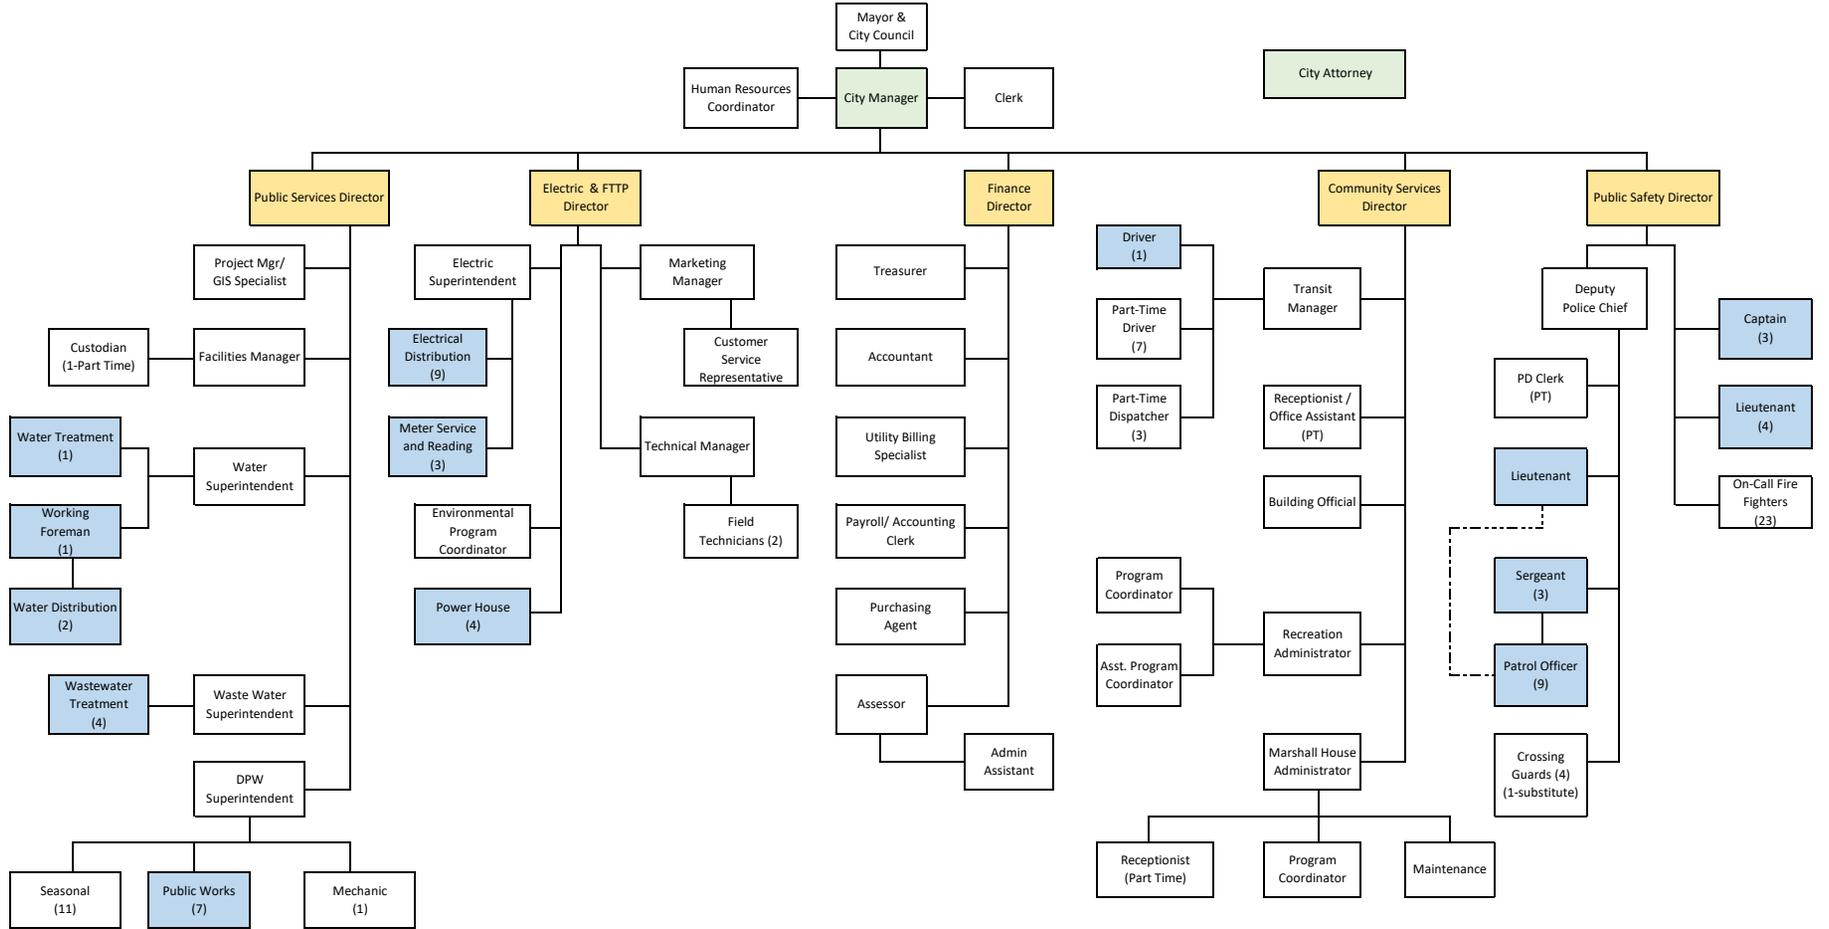 Mayor &
City Council
Human Resources
Coordinator
City Manager
Clerk
City Attorney
Public Services Director
Electric & FTTP
Director
Finance
Director
Community Services
Director
Public Safety Director
Project Mgr/
GIS Specialist
Custodian
(1-Part Time)
Facilities Manager
Water Treatment
(1)
Water
Superintendent
Working
Foreman
(1)
Water Distribution
(2)
Wastewater
Treatment
(4)
Waste Water
Superintendent
DPW
Superintendent
Seasonal
(11)
Public Works
(7)
Mechanic
(1)
Electric
Superintendent
Electrical
Distribution
(9)
Meter Service
and Reading
(3)
Environmental
Program
Coordinator
Power House
(4)
Marketing
Manager
Customer
Service
Representative
Technical Manager
Field
Technicians (2)
Treasurer
Accountant
Utility Billing
Specialist
Payroll/ Accounting
Clerk
Purchasing
Agent
Assessor
Admin
Assistant
Driver
(1)
Part-Time
Driver
(7)
Part-Time
Dispatcher
(3)
Transit
Manager
Receptionist /
Office Assistant
(PT)
Building Official
Program
Coordinator
Asst. Program
Coordinator
Recreation
Administrator
Marshall House
Administrator
Receptionist
(Part Time)
Program
Coordinator
Maintenance
Deputy
Police Chief
PD Clerk
(PT)
Lieutenant
Sergeant
(3)
Patrol Officer
(9)
Crossing
Guards (4)
(1-substitute)
Captain
(3)
Lieutenant
(4)
On-Call Fire
Fighters
(23)